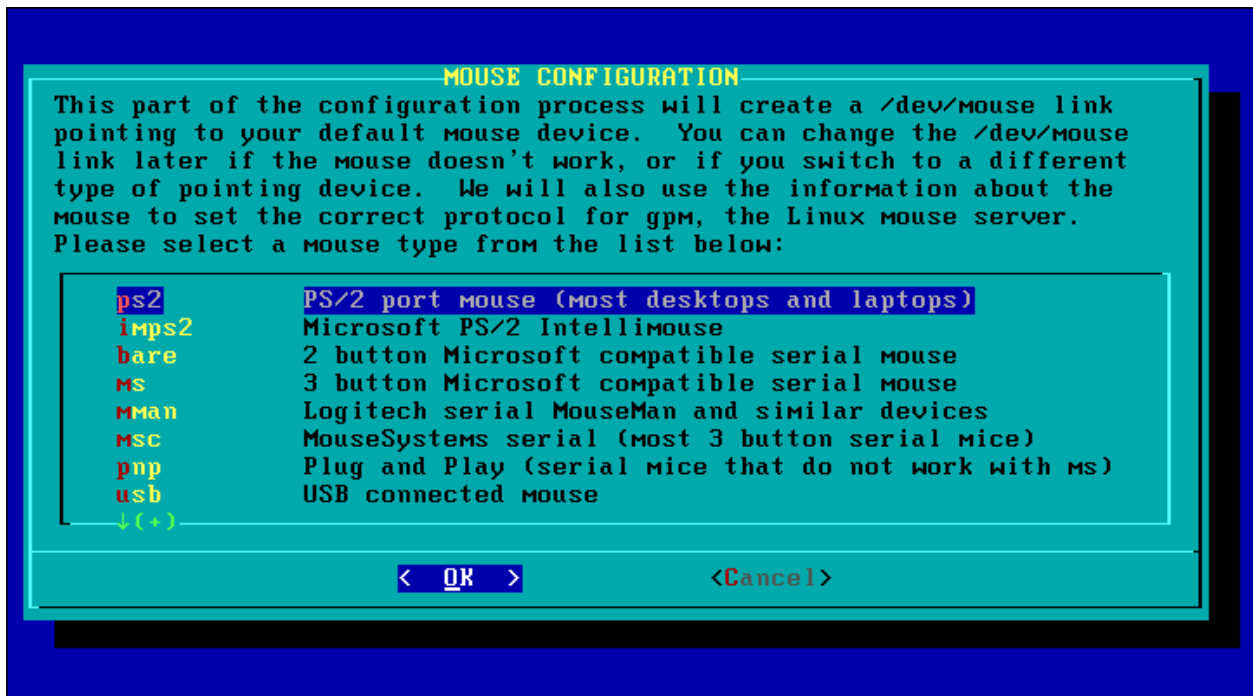 MOUSE CONFIGURATION
This part of the configuration process will create a /dev/mouse link
pointing to your default mouse device.  You can change the /dev/mouse
link later if the mouse doesn't work, or if you switch to a different
type of pointing device.  We will also use the information about the
mouse to set the correct protocol for gpm, the Linux mouse server.
Please select a mouse type from the list below:
ps2 PS/2 port mouse (most desktops and laptops)
imps2 Microsoft PS/2 Intellimouse
bare 2 button Microsoft compatible serial mouse
ms 3 button Microsoft compatible serial mouse
mman Logitech serial MouseMan and similar devices
msc MouseSystems serial (most 3 button serial mice)
pnp Plug and Play (serial mice that do not work with ms)
usb USB connected mouse
↓(+)
< OK > <Cancel>